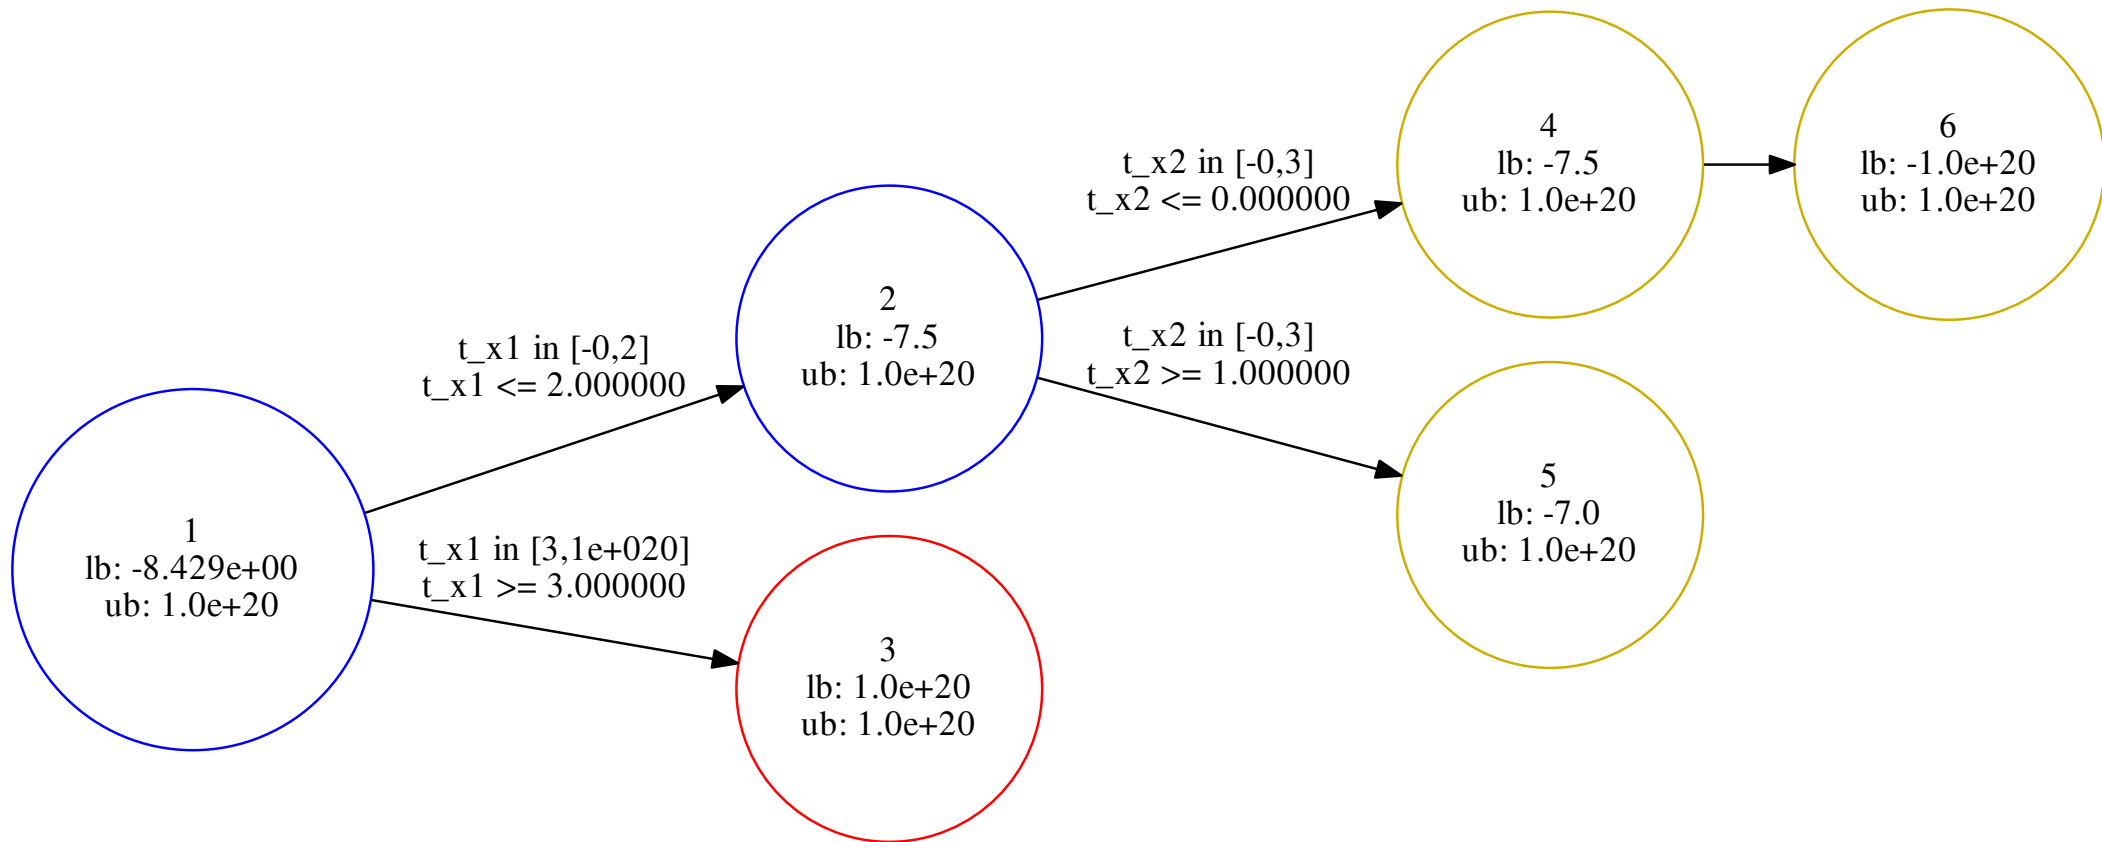 1
lb: -8.429e+00
ub: 1.0e+20
t_x1 in [-0,2]
t_x1 <= 2.000000
t_x1 in [3,1e+020]
t_x1 >= 3.000000
2
lb: -7.5
ub: 1.0e+20
3
lb: 1.0e+20
ub: 1.0e+20
t_x2 in [-0,3]
t_x2 <= 0.000000
t_x2 in [-0,3]
t_x2 >= 1.000000
4
lb: -7.5
ub: 1.0e+20
5
lb: -7.0
ub: 1.0e+20
6
lb: -1.0e+20
ub: 1.0e+20